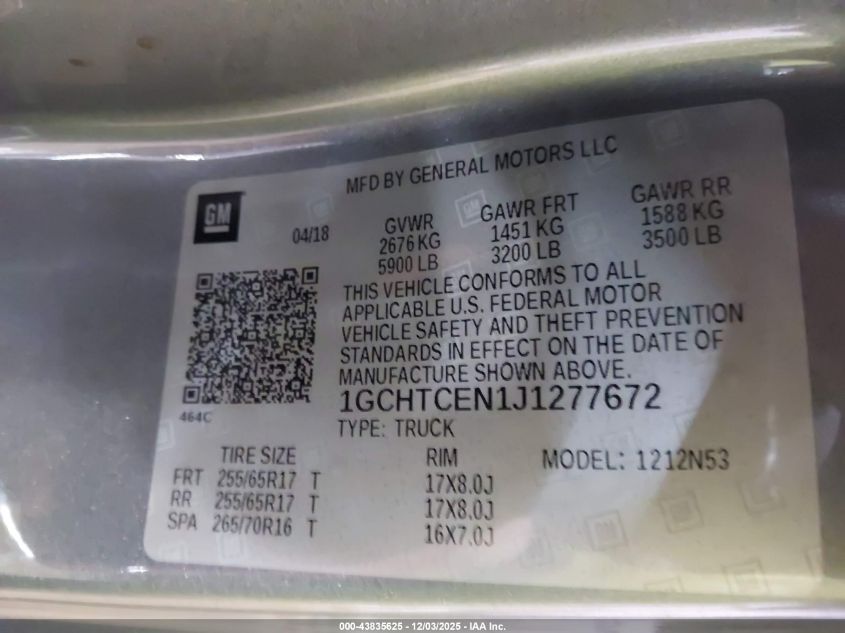 MFD BY GENERAL MOTORS LLC
GM
04/18
GVWR GAWR FRT GAWR RR
2676 KG 1451 KG 1588 KG
5900 LB 3200 LB 3500 LB
THIS VEHICLE CONFORMS TO ALL
APPLICABLE U.S. FEDERAL MOTOR
VEHICLE SAFETY AND THEFT PREVENTION
STANDARDS IN EFFECT ON THE DATE OF
MANUFACTURE SHOWN ABOVE.
464C
1GCHTCEN1J1277672
TYPE: TRUCK
TIRE SIZE RIM MODEL: 1212N53
FRT 255/65R17 T 17X8.0J
RR 255/65R17 T 17X8.0J
SPA 265/70R16 T 16X7.0J
000-43835625 - 12/03/2025 - IAA Inc.